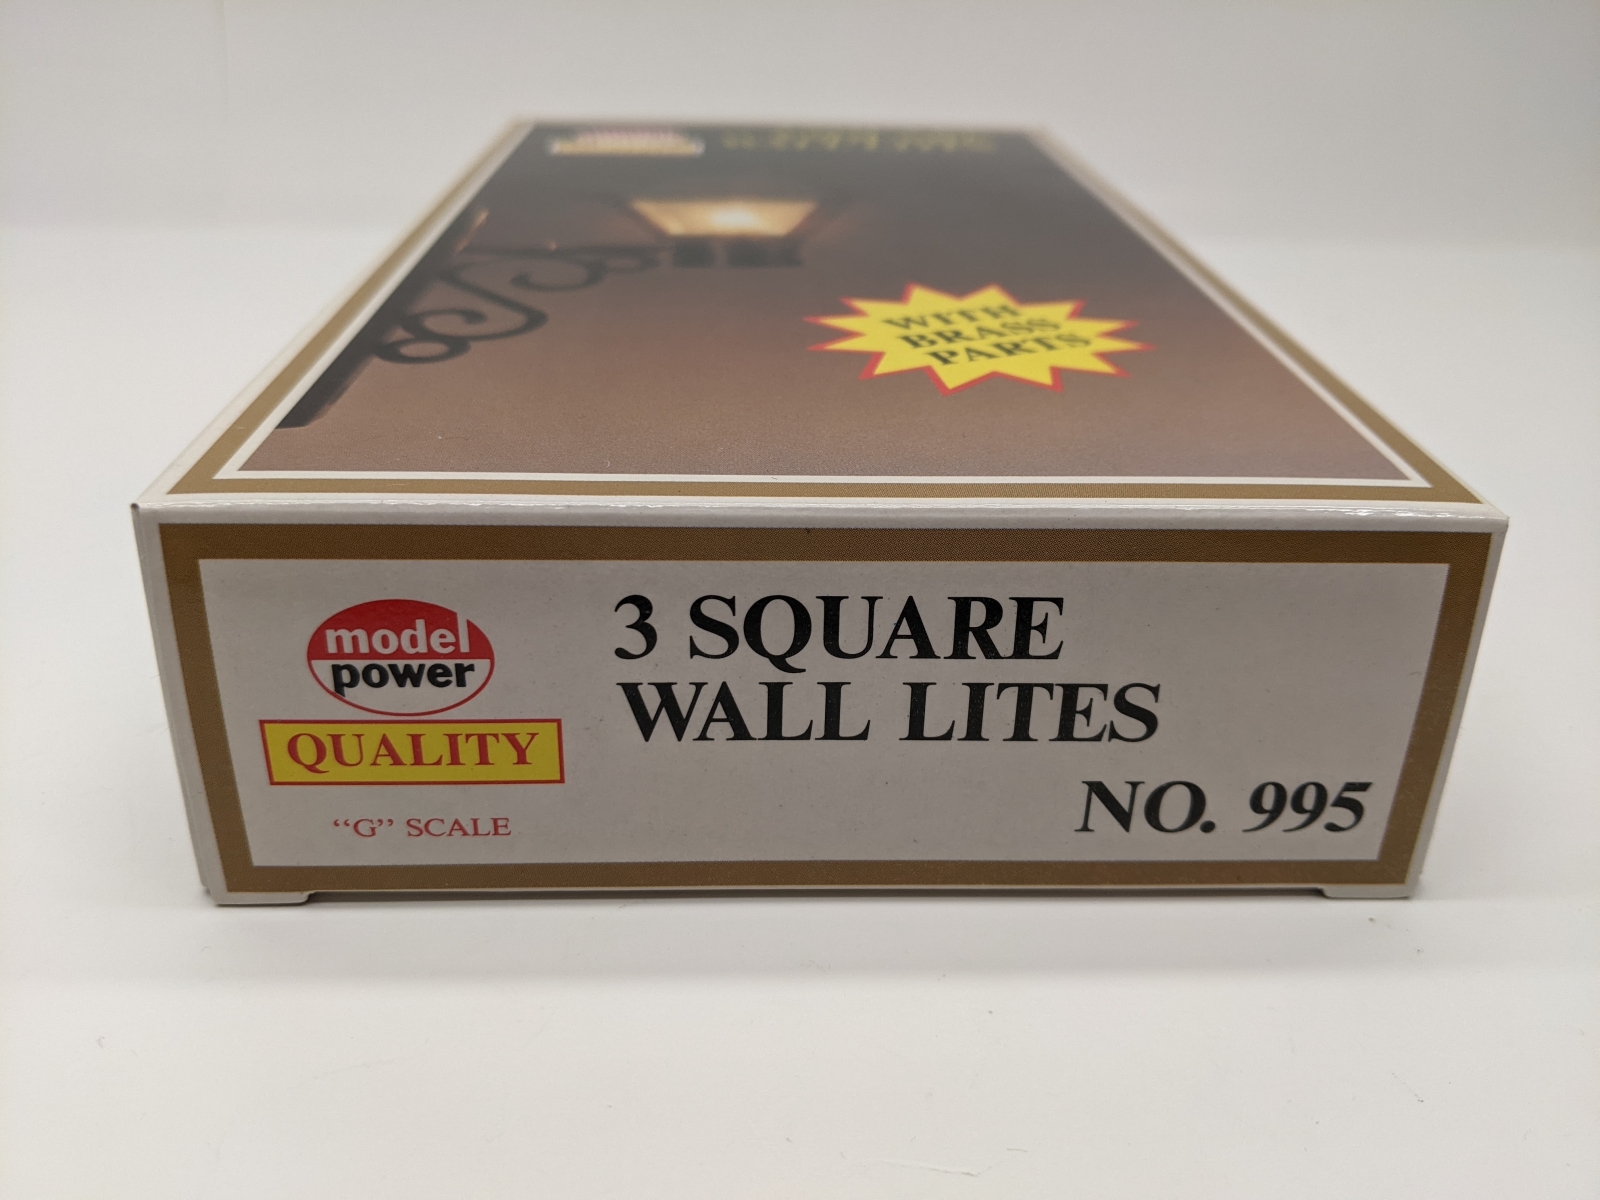 WITH
BRASS
PARTS
model
power
QUALITY
"G" SCALE
3 SQUARE
WALL LITES
NO. 995